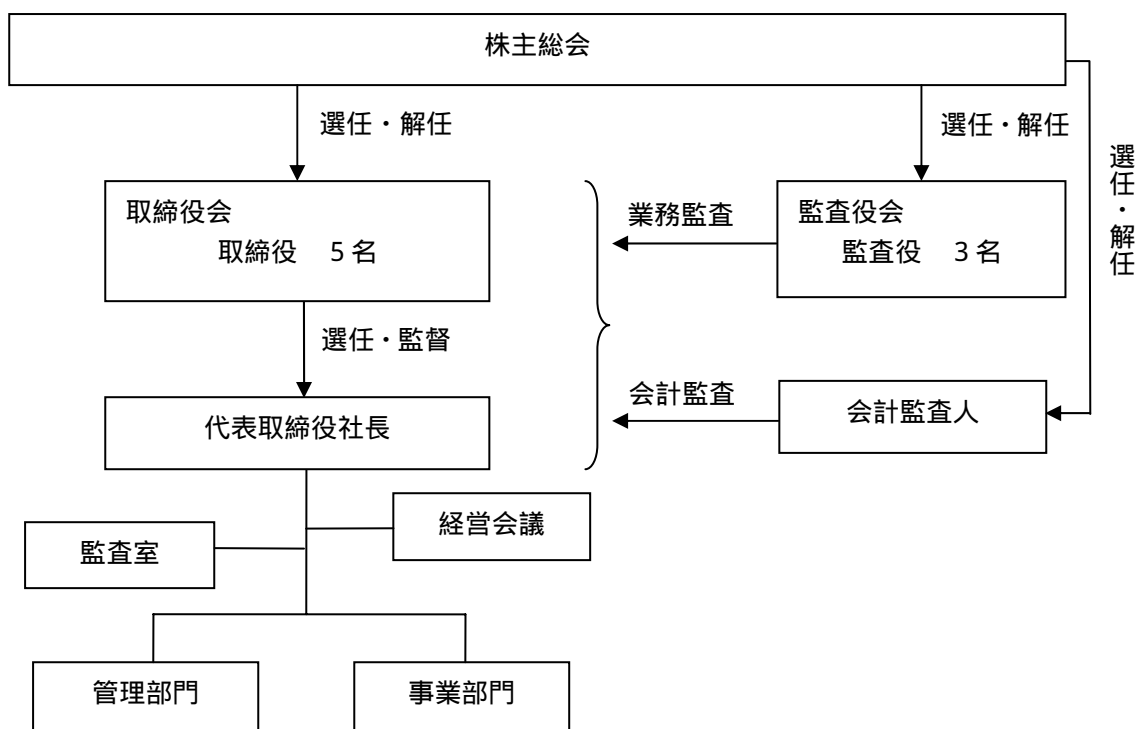 株主総会
選任・解任
選任・解任
選任・解任
取締役会
取締役 5名
業務監査
監査役会
監査役 3名
選任・監督
代表取締役社長
会計監査
会計監査人
経営会議
監査室
管理部門
事業部門